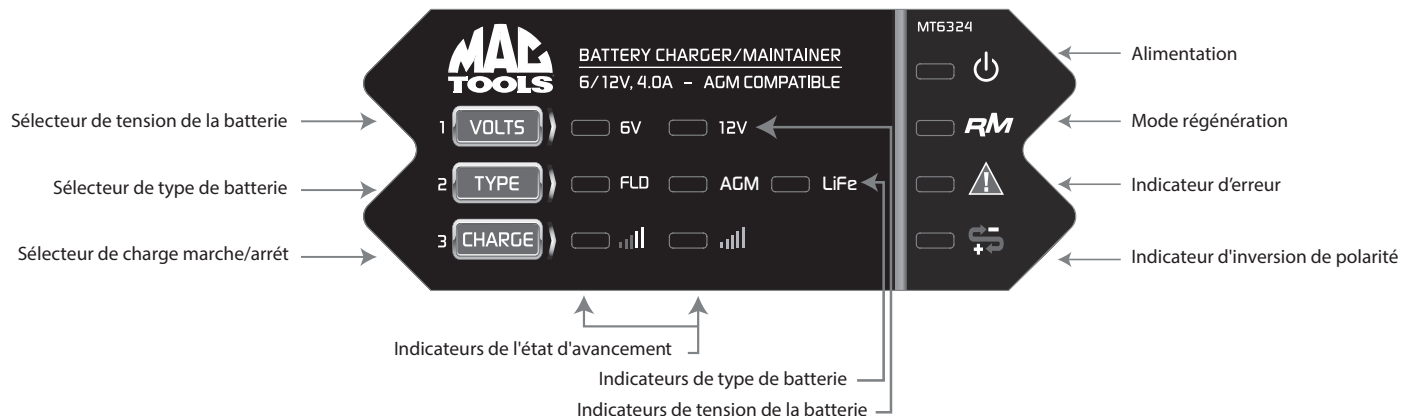 MAC
TOOLS
BATTERY CHARGER/MAINTAINER
6/12V, 4.0A – AGM COMPATIBLE
MT6324
Alimentation
Sélecteur de tension de la batterie
1 VOLTS 6V 12V
RM
Mode régénération
Sélecteur de type de batterie
2 TYPE FLD AGM LiFe
Indicateur d'erreur
Sélecteur de charge marche/arrét
3 CHARGE
Indicateur d'inversion de polarité
Indicateurs de l'état d'avancement
Indicateurs de type de batterie
Indicateurs de tension de la batterie